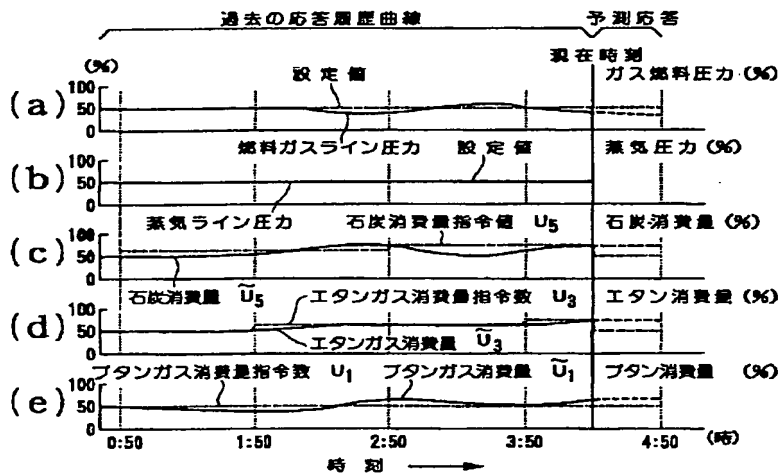 過去の応答履歴曲線 予測応答
現在時刻
(%) 設定値 ガス燃料圧力 (%)
(a) 100 50 0
燃料ガスライン圧力 設定値 蒸気圧力 (%)
(b) 100 50 0
蒸気ライン圧力 石炭消費量指令値 U5 石炭消費量 (%)
(c) 100 50 0
石炭消費量 Ũ5 エタンガス消費量指令数 U3 エタン消費量 (%)
(d) 100 50 0
エタンガス消費量 Ũ3
ブタンガス消費量指令数 U1 ブタンガス消費量 Ũ1 ブタン消費量 (%)
(e) 100 50 0
0:50 1:50 2:50 3:50 4:50 (時)
時刻